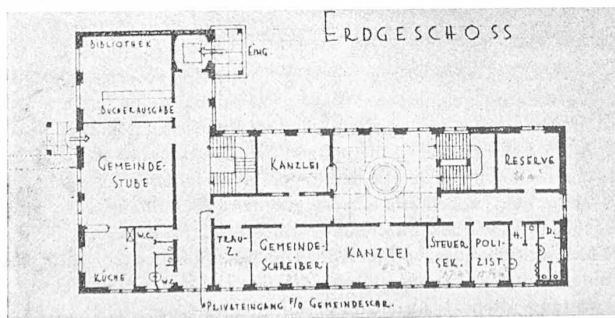 ERDGESCHOSS
BIBLIOTHEK
EING.
BÜCHERAUSGABE
GEMEINDE-
STUBE
KANZLEI
RESERVE
W.C.
KÜCHE
W.C.
TRAU-
Z.
GEMEINDE-
SCHREIBER
KANZLEI
STEUER
SEK.
POLI-
ZIST.
H.
D.
PRIVATEINGANG F/D GEMEINDESCHR.